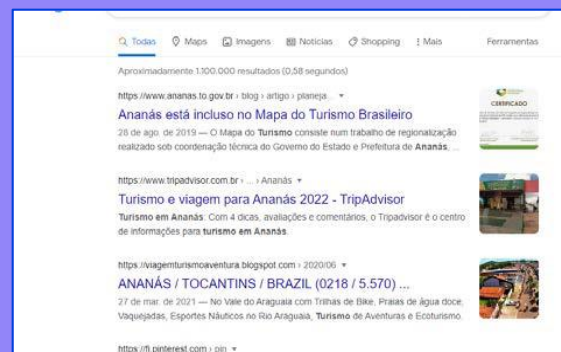 Todas Maps Imagens Notícias Shopping Mais Ferramentas
Aproximadamente 1.100.000 resultados (0,58 segundos)
https://www.ananas.to.gov.br › blog › artigo › planeja...
Ananás está incluso no Mapa do Turismo Brasileiro
28 de ago. de 2019 — O Mapa do Turismo consiste num trabalho de regionalização
realizado sob coordenação técnica do Governo do Estado e Prefeitura de Ananás, ...
CERTIFICADO
https://www.tripadvisor.com.br › ... › Ananás
Turismo e viagem para Ananás 2022 - TripAdvisor
Turismo em Ananás: Com 4 dicas, avaliações e comentários, o Tripadvisor é o centro
de informações para turismo em Ananás.
https://viagemturismoaventura.blogspot.com › 2020/06
ANANÁS / TOCANTINS / BRAZIL (0218 / 5.570) ...
27 de mar. de 2021 — No Vale do Araguaia com Trilhas de Bike, Praias de água doce,
Vaquejadas, Esportes Náuticos no Rio Araguaia, Turismo de Aventuras e Ecoturismo.
https://fi.pinterest.com › pin